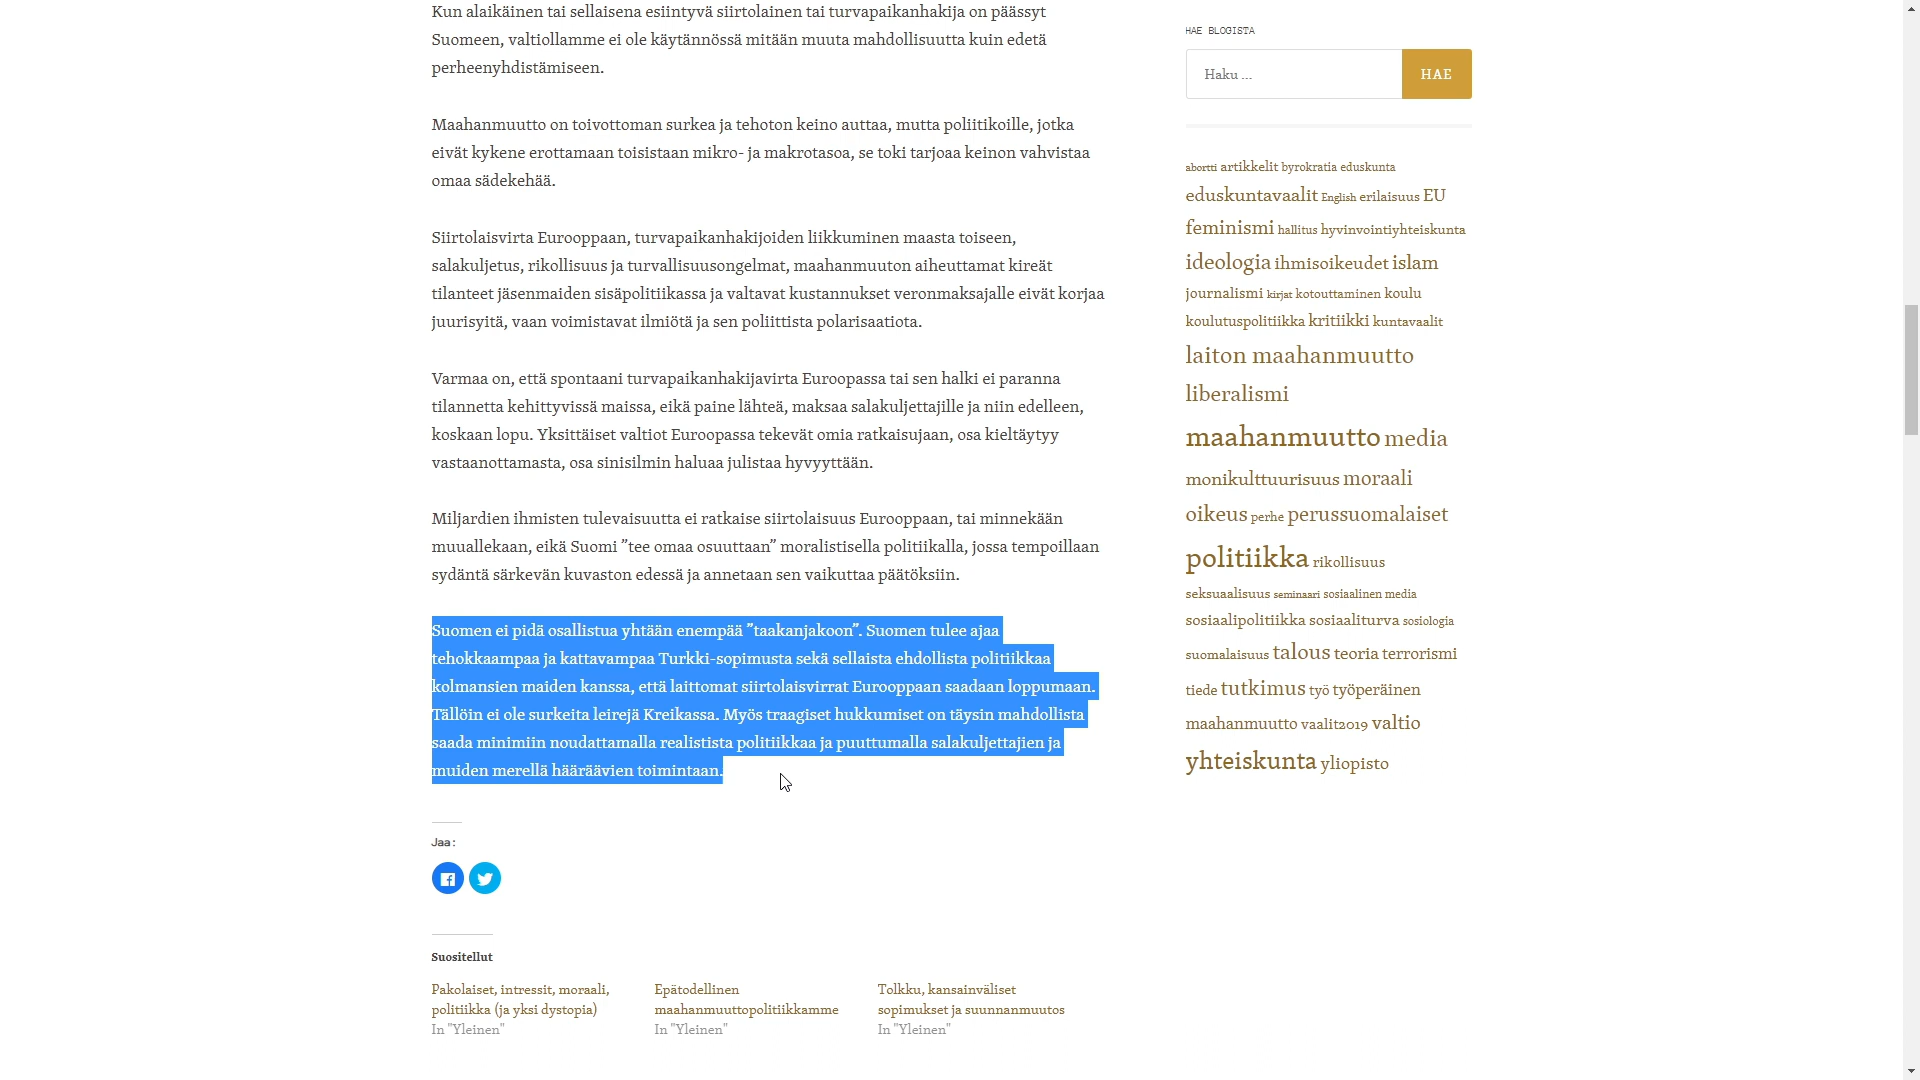 Kun alaikäinen tai sellaisena esiintyvä siirtolainen tai turvapaikanhakija on päässyt
Suomeen, valtiollamme ei ole käytännössä mitään muuta mahdollisuutta kuin edetä
perheenyhdistämiseen.
Maahanmuutto on toivottoman surkea ja tehoton keino auttaa, mutta poliitikoille, jotka
eivät kykene erottamaan toisistaan mikro- ja makrotasoa, se toki tarjoaa keinon vahvistaa
omaa sädekehää.
Siirtolaisvirta Eurooppaan, turvapaikanhakijoiden liikkuminen maasta toiseen,
salakuljetus, rikollisuus ja turvallisuusongelmat, maahanmuuton aiheuttamat kireät
tilanteet jäsenmaiden sisäpolitiikassa ja valtavat kustannukset veronmaksajalle eivät korjaa
juurisyitä, vaan voimistavat ilmiötä ja sen poliittista polarisaatiota.
Varmaa on, että spontaani turvapaikanhakijavirta Euroopassa tai sen halki ei paranna
tilannetta kehittyvissä maissa, eikä paine lähteä, maksaa salakuljettajille ja niin edelleen,
koskaan lopu. Yksittäiset valtiot Euroopassa tekevät omia ratkaisujaan, osa kieltäytyy
vastaanottamasta, osa sinisilmin haluaa julistaa hyvyyttään.
Miljardien ihmisten tulevaisuutta ei ratkaise siirtolaisuus Eurooppaan, tai minnekään
muuallekaan, eikä Suomi ”tee omaa osuuttaan” moralistisella politiikalla, jossa tempoillaan
sydäntä särkevän kuvaston edessä ja annetaan sen vaikuttaa päätöksiin.
Suomen ei pidä osallistua yhtään enempää ”taakanjakoon”. Suomen tulee ajaa
tehokkaampaa ja kattavampaa Turkki-sopimusta sekä sellaista ehdollista politiikkaa
kolmansien maiden kanssa, että laittomat siirtolaisvirrat Eurooppaan saadaan loppumaan.
Tällöin ei ole surkeita leirejä Kreikassa. Myös traagiset hukkumiset on täysin mahdollista
saada minimiin noudattamalla realistista politiikkaa ja puuttumalla salakuljettajien ja
muiden merellä hääräävien toimintaan.
Jaa:
Suositellut
Pakolaiset, intressit, moraali,
politiikka (ja yksi dystopia)
In "Yleinen"
Epätodellinen
maahanmuuttopolitiikkamme
In "Yleinen"
Tolkku, kansainväliset
sopimukset ja suunnanmuutos
In "Yleinen"
HAE BLOGISTA
Haku …
HAE
abortti artikkelit byrokratia eduskunta
eduskuntavaalit English erilaisuus EU
feminismi hallitus hyvinvointiyhteiskunta
ideologia ihmisoikeudet islam
journalismi kirjat kotouttaminen koulu
koulutuspolitiikka kritiikki kuntavaalit
laiton maahanmuutto
liberalismi
maahanmuutto media
monikulttuurisuus moraali
oikeus perhe perussuomalaiset
politiikka rikollisuus
seksuaalisuus seminaari sosiaalinen media
sosiaalipolitiikka sosiaaliturva sosiologia
suomalaisuus talous teoria terrorismi
tiede tutkimus työ työperäinen
maahanmuutto vaalit2019 valtio
yhteiskunta yliopisto